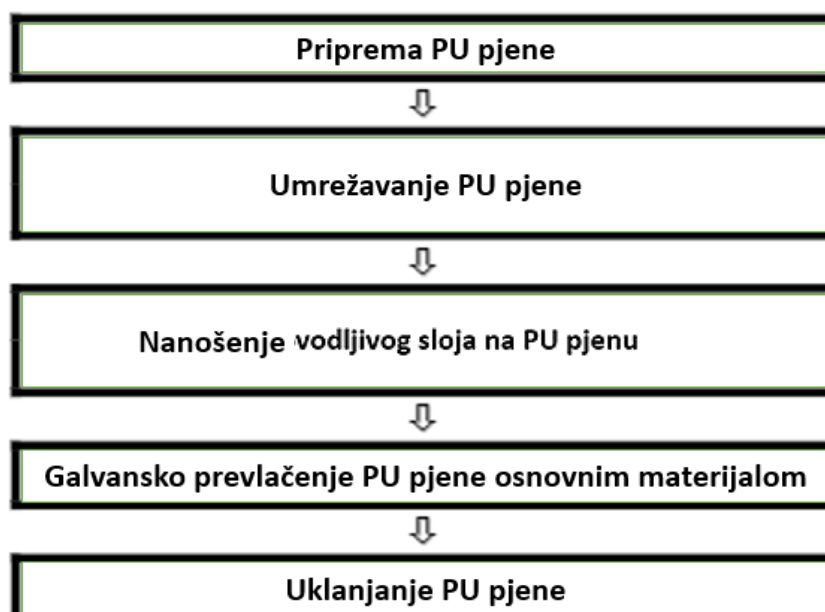 Priprema PU pjene
Umrežavanje PU pjene
Nanošenje vodljivog sloja na PU pjenu
Galvansko prevlačenje PU pjene osnovnim materijalom
Uklanjanje PU pjene